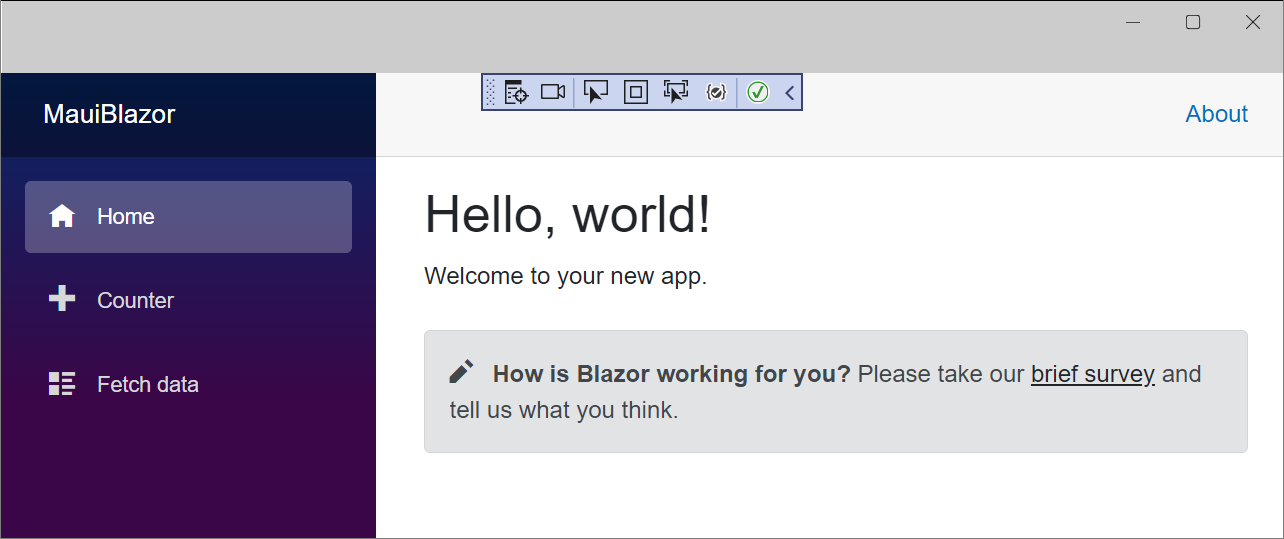 MauiBlazor
About
Home
Counter
Fetch data
Hello, world!
Welcome to your new app.
How is Blazor working for you? Please take our brief survey and
tell us what you think.